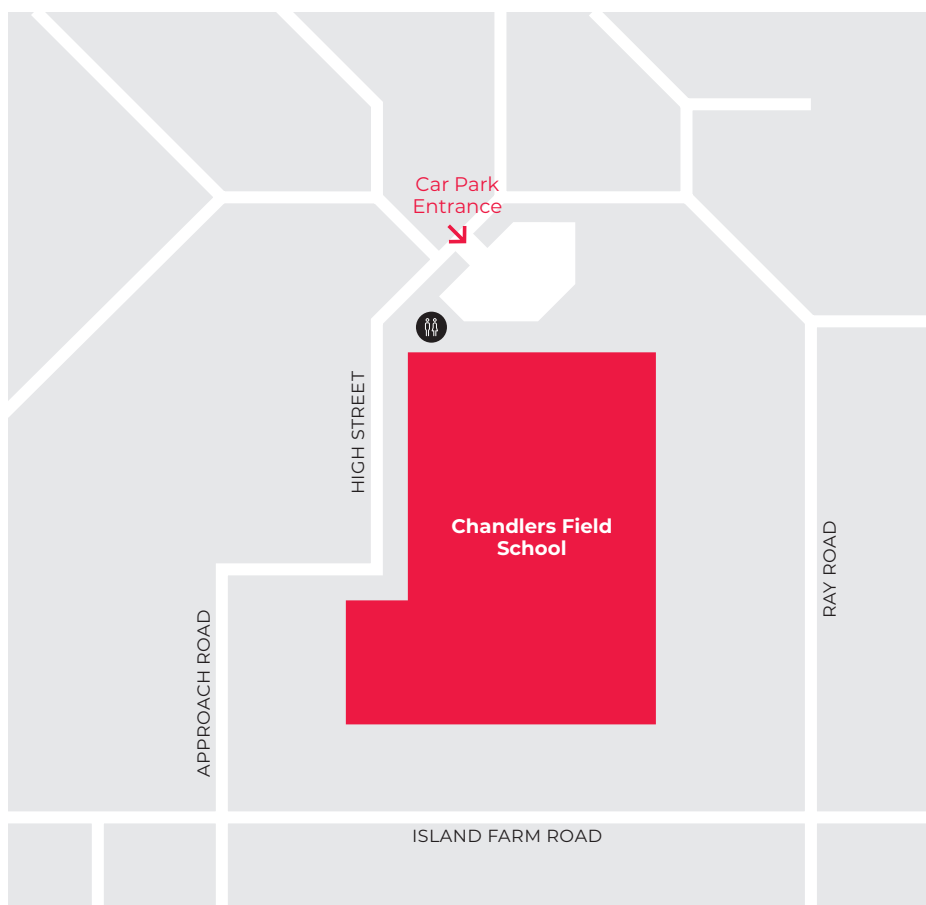 Car Park
Entrance
HIGH STREET
Chandlers Field
School
RAY ROAD
APPROACH ROAD
ISLAND FARM ROAD